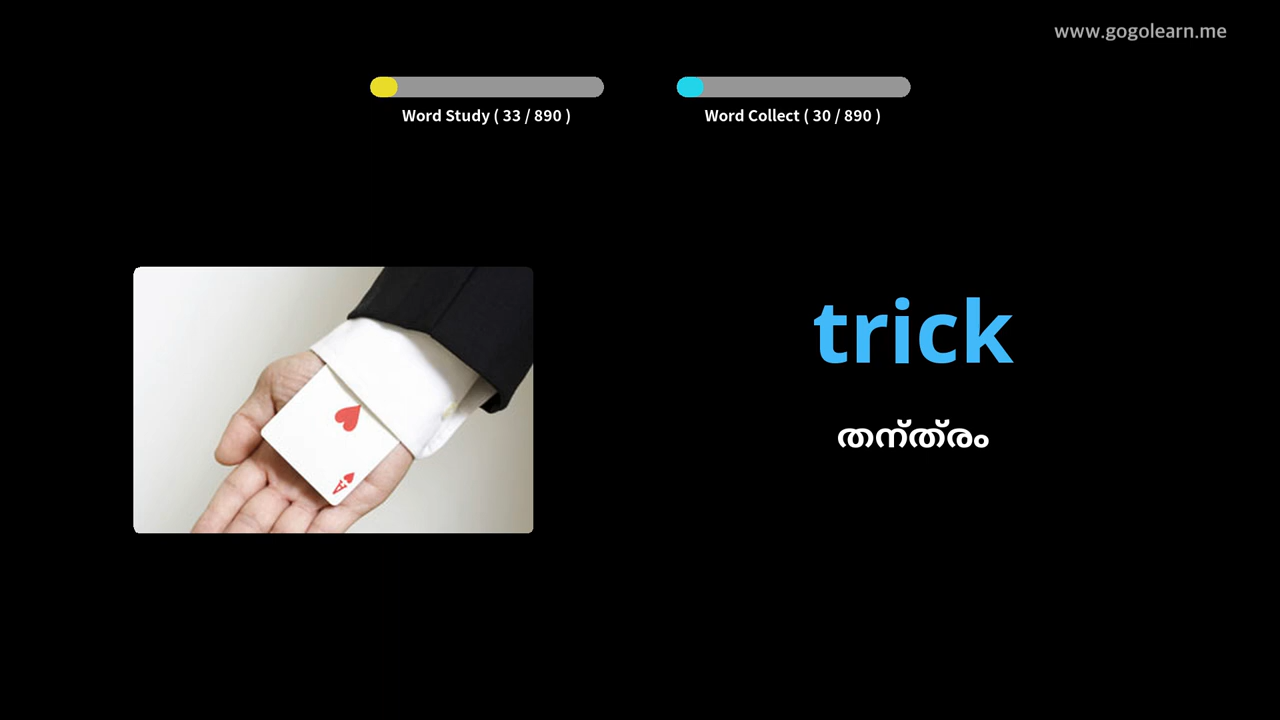 www.gogolearn.me
Word Study ( 33 / 890 )
Word Collect ( 30 / 890 )
trick
തന്ത്രം
A